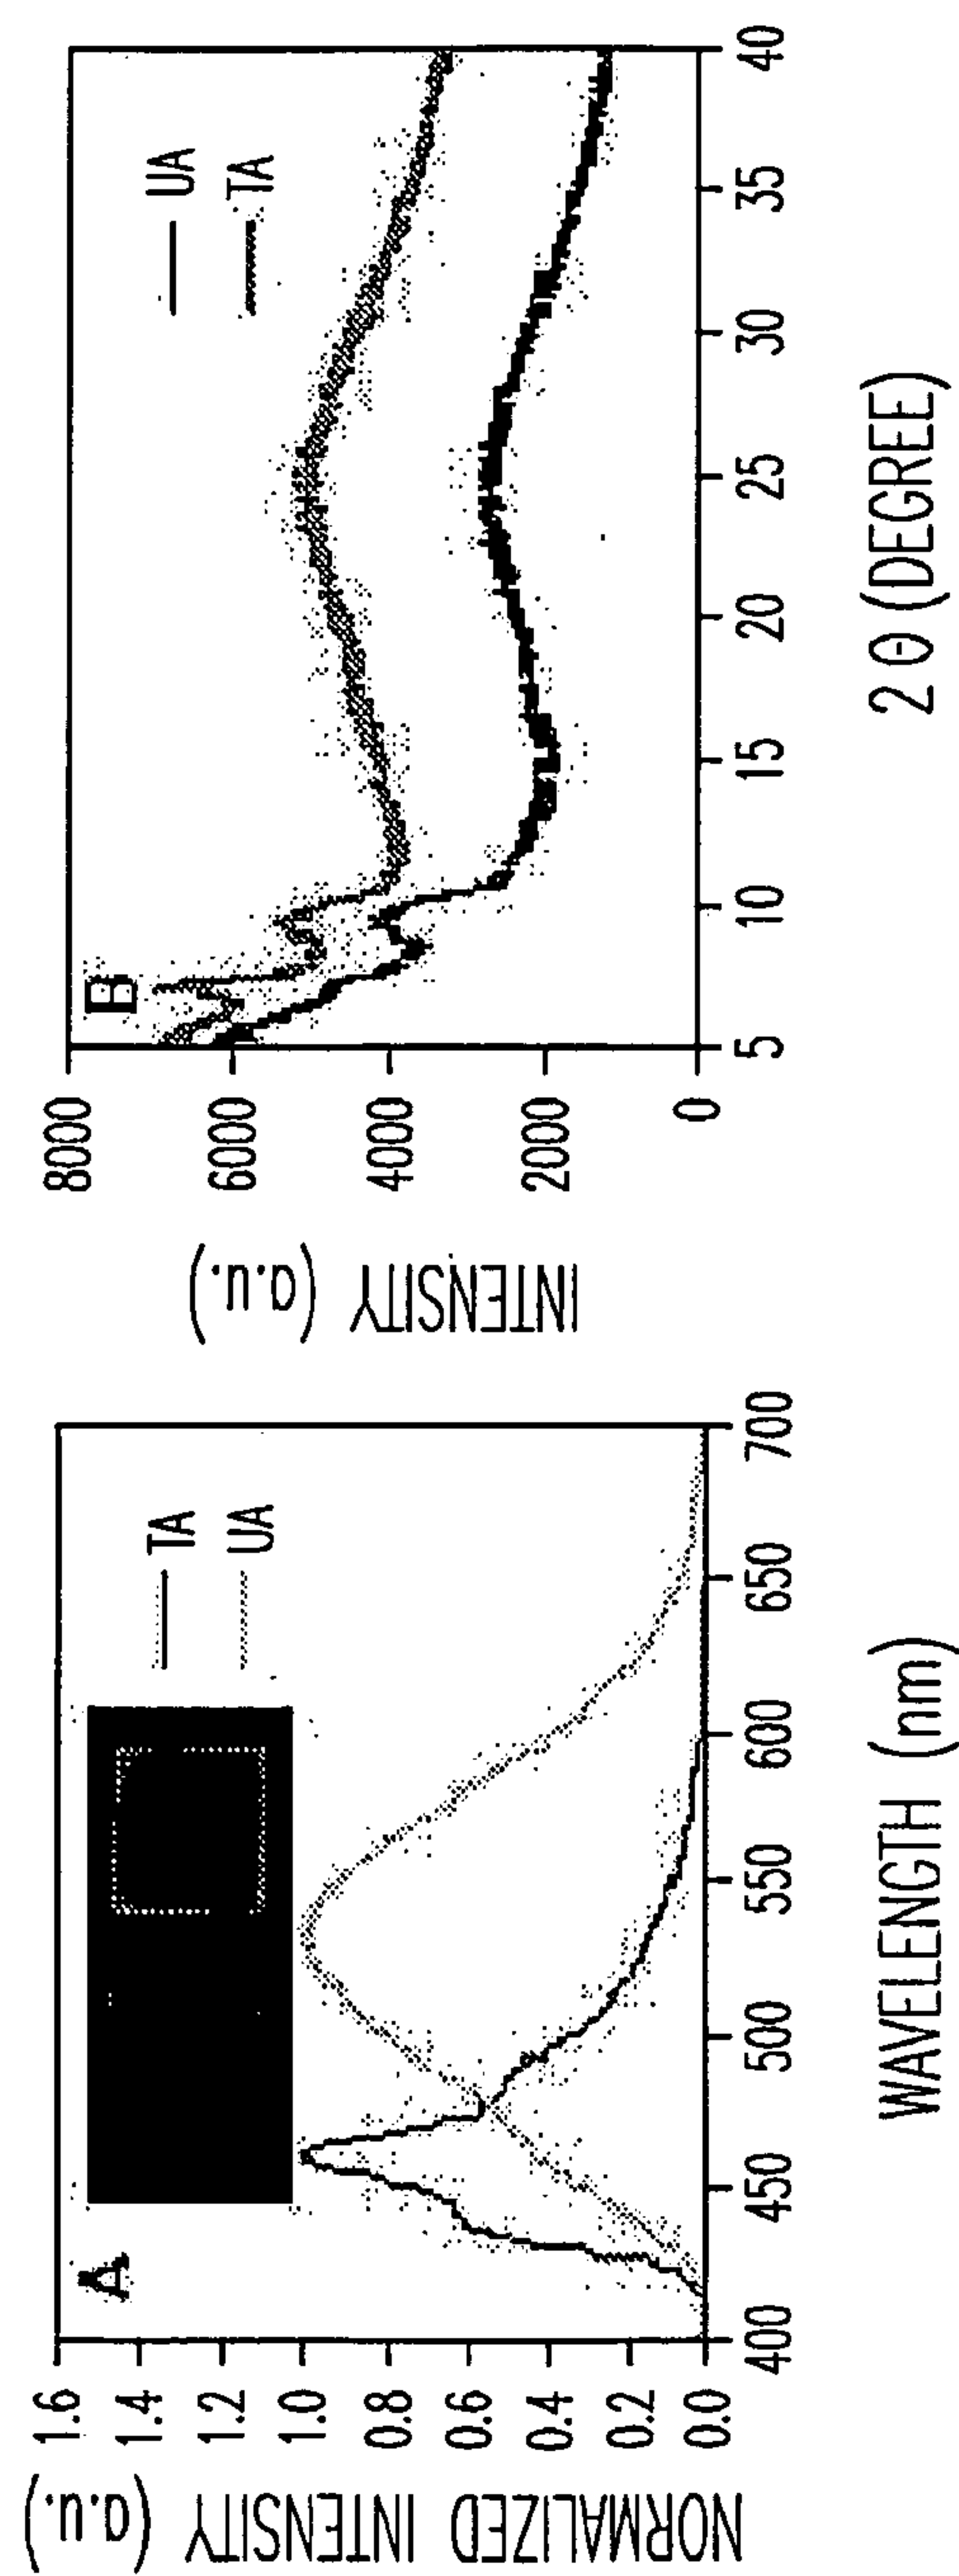 A
NORMALIZED INTENSITY (a.u.)
1.6
1.4
1.2
1.0
0.8
0.6
0.4
0.2
0.0
TA
UA
400 450 500 550 600 650 700
WAVELENGTH (nm)
B
INTENSITY (a.u.)
8000
6000
4000
2000
0
UA
TA
5 10 15 20 25 30 35 40
2 Θ (DEGREE)